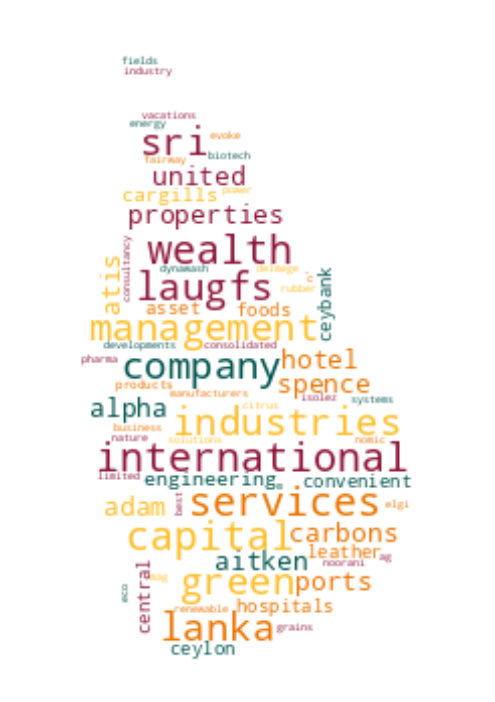 fields
industry
vacations
energy
sri
evoke
biotech
fairway
united
cargills
power
properties
wealth
consultancy
dynawash
delmege
n'
atis
laugfs
rubber
ceybank
asset
foods
management
developments
consolidated
pharma
company
hotel
products
spence
manufacturers
isolez
systems
alpha
citrus
industries
business
nature
solutions
nomic
international
limited
engineering
convenient
adam
best
services
elgi
capital
carbons
leather
ag
aitken
noorani
central
mag
eco
green
ports
renewable
hospitals
lanka
grains
ceylon